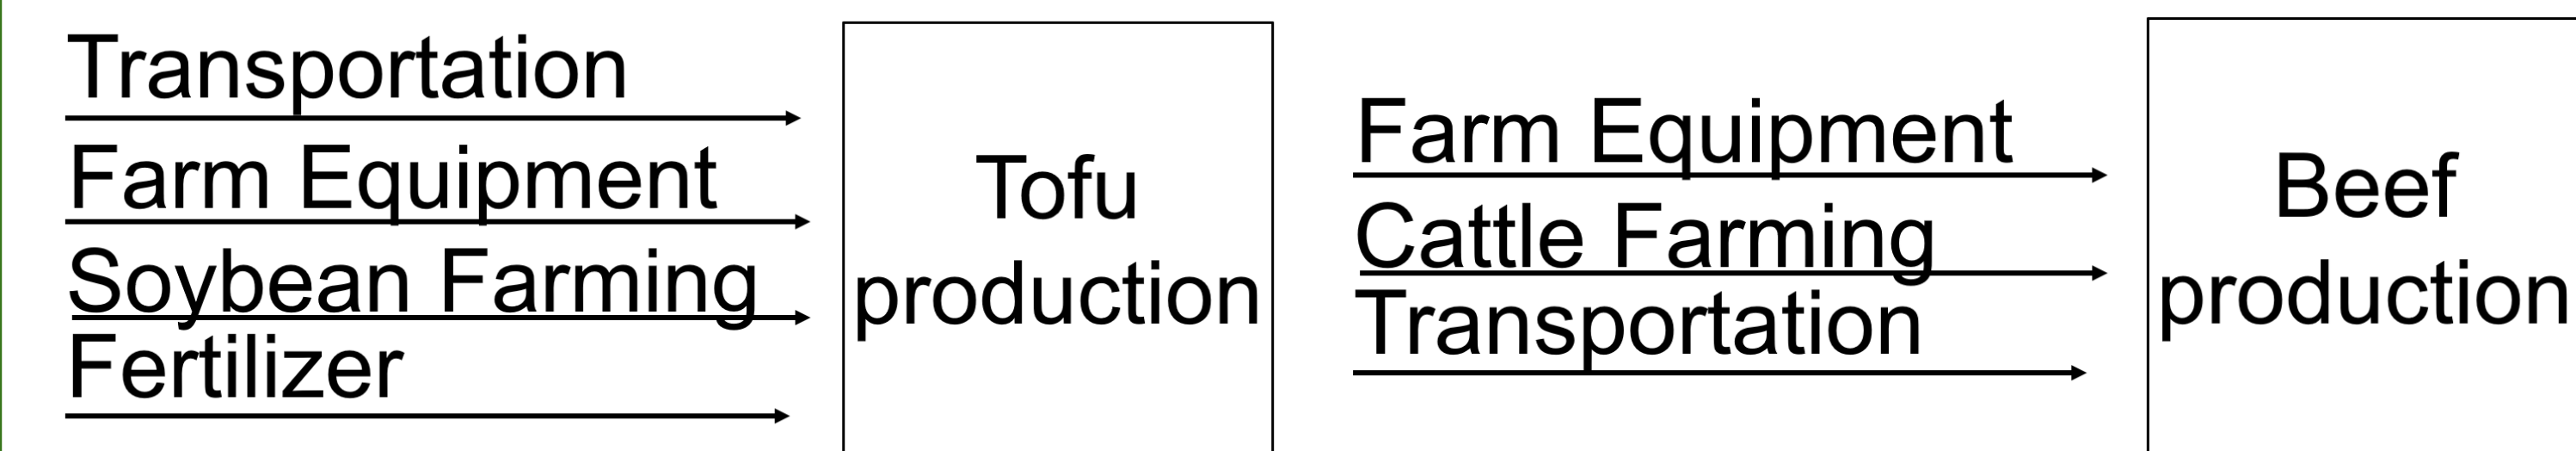 Transportation
Farm Equipment
Soybean Farming
Fertilizer
Tofu
production
Farm Equipment
Cattle Farming
Transportation
Beef
production